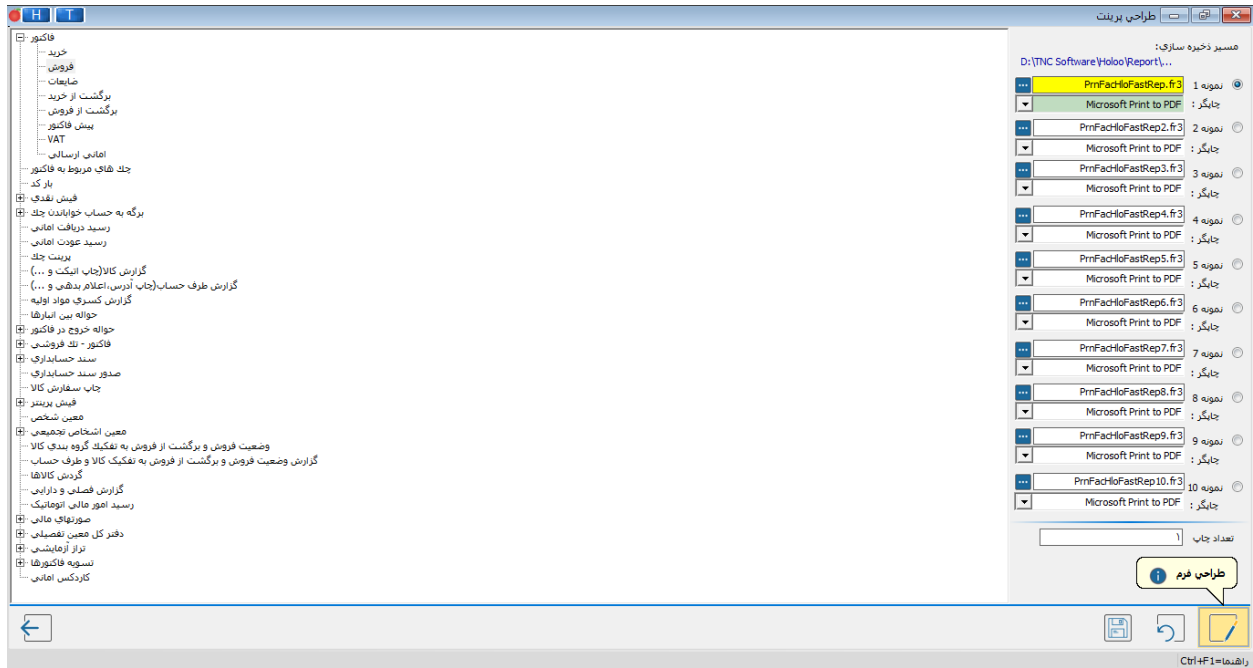 H T
طراحي پرينت
مسير ذخيره سازي:
D:\TNC Software\Holoo\Report\...
نمونه 1
PrnFacHloFastRep.fr3
چاپگر :
Microsoft Print to PDF
نمونه 2
PrnFacHloFastRep2.fr3
چاپگر :
Microsoft Print to PDF
نمونه 3
PrnFacHloFastRep3.fr3
چاپگر :
Microsoft Print to PDF
نمونه 4
PrnFacHloFastRep4.fr3
چاپگر :
Microsoft Print to PDF
نمونه 5
PrnFacHloFastRep5.fr3
چاپگر :
Microsoft Print to PDF
نمونه 6
PrnFacHloFastRep6.fr3
چاپگر :
Microsoft Print to PDF
نمونه 7
PrnFacHloFastRep7.fr3
چاپگر :
Microsoft Print to PDF
نمونه 8
PrnFacHloFastRep8.fr3
چاپگر :
Microsoft Print to PDF
نمونه 9
PrnFacHloFastRep9.fr3
چاپگر :
Microsoft Print to PDF
نمونه 10
PrnFacHloFastRep10.fr3
چاپگر :
Microsoft Print to PDF
تعداد چاپ
۱
طراحي فرم
فاكتور
خريد
فروش
ضايعات
برگشت از خريد
برگشت از فروش
پيش فاكتور
VAT
اماني ارسالي
چك هاي مربوط به فاكتور
بار كد
فيش نقدي
برگه به حساب خواباندن چك
رسيد دريافت اماني
رسيد عودت اماني
پرينت چك
گزارش كالا(چاپ اتيكت و ...)
گزارش طرف حساب(چاپ آدرس،اعلام بدهي و ...)
گزارش كسري مواد اوليه
حواله بين انبارها
حواله خروج در فاكتور
فاكتور - تك فروشي
سند حسابداري
صدور سند حسابداري
چاپ سفارش كالا
فيش پرينتر
معين شخص
معين اشخاص تجميعي
وضعيت فروش و برگشت از فروش به تفكيك گروه بندي كالا
گزارش وضعيت فروش و برگشت از فروش به تفكيک كالا و طرف حساب
گردش كالاها
گزارش فصلي و دارايي
رسيد امور مالي اتوماتيک
صورتهاي مالي
دفتر كل معين تفصيلي
تراز آزمايشي
تسويه فاكتورها
كاردكس اماني
راهنما=Ctrl+F1